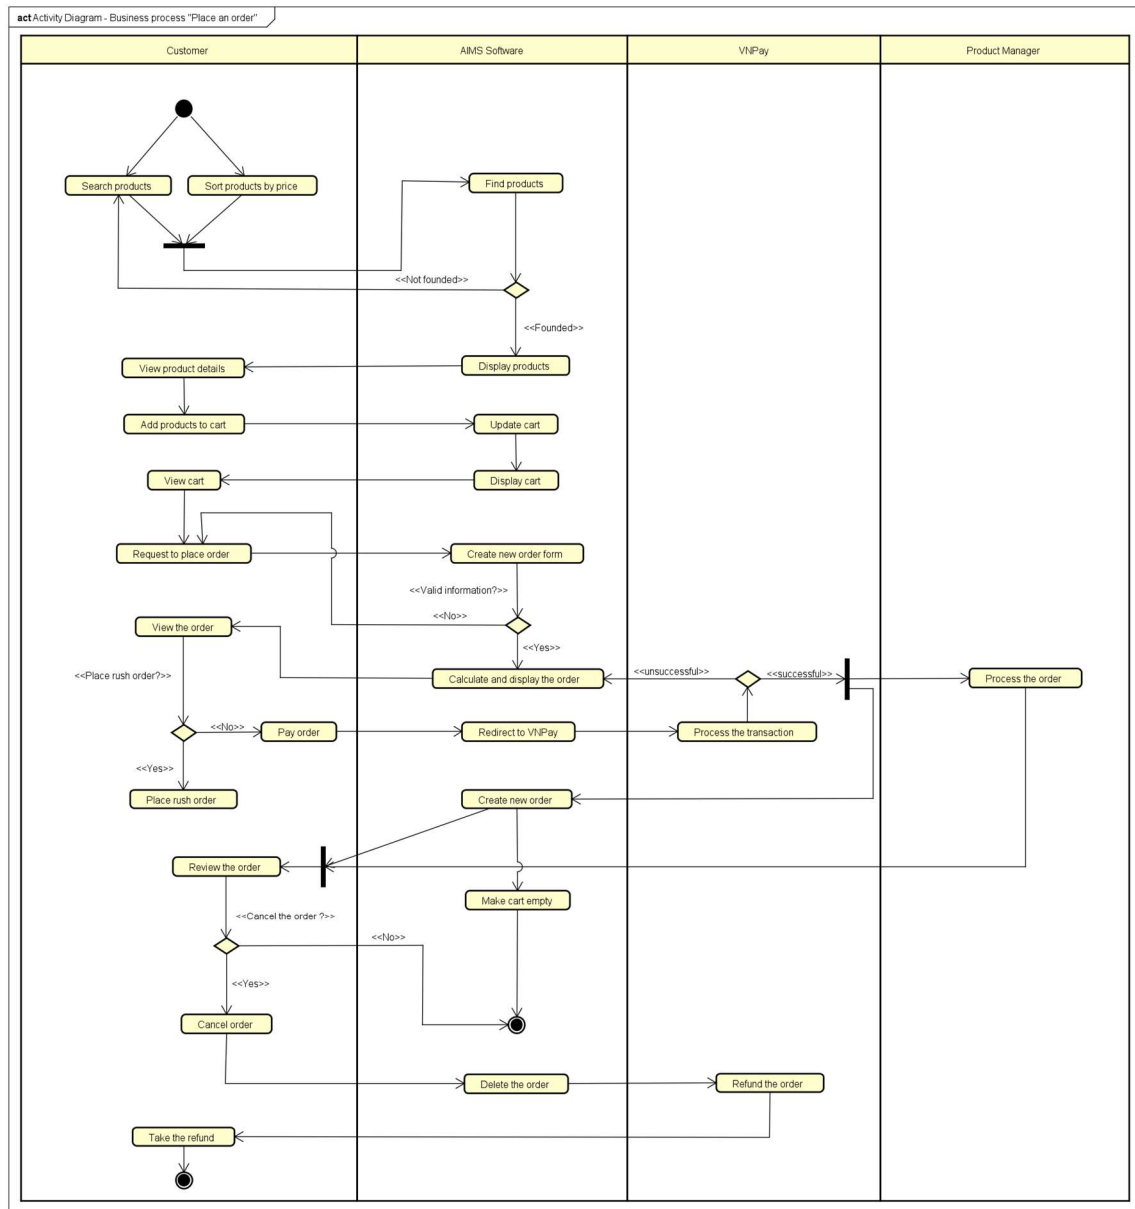 act Activity Diagram - Business process "Place an order"
Customer
AIMS Software
VNPay
Product Manager
Search products
Sort products by price
Find products
<<Not founded>>
<<Founded>>
View product details
Display products
Add products to cart
Update cart
View cart
Display cart
Request to place order
Create new order form
<<Valid information?>>
<<No>>
View the order
<<Yes>>
<<Place rush order?>>
Calculate and display the order
<<unsuccessful>>
<<successful>>
Process the order
<<No>>
Pay order
Redirect to VNPay
Process the transaction
<<Yes>>
Place rush order
Create new order
Review the order
Make cart empty
<<Cancel the order ?>>
<<No>>
<<Yes>>
Cancel order
Delete the order
Refund the order
Take the refund